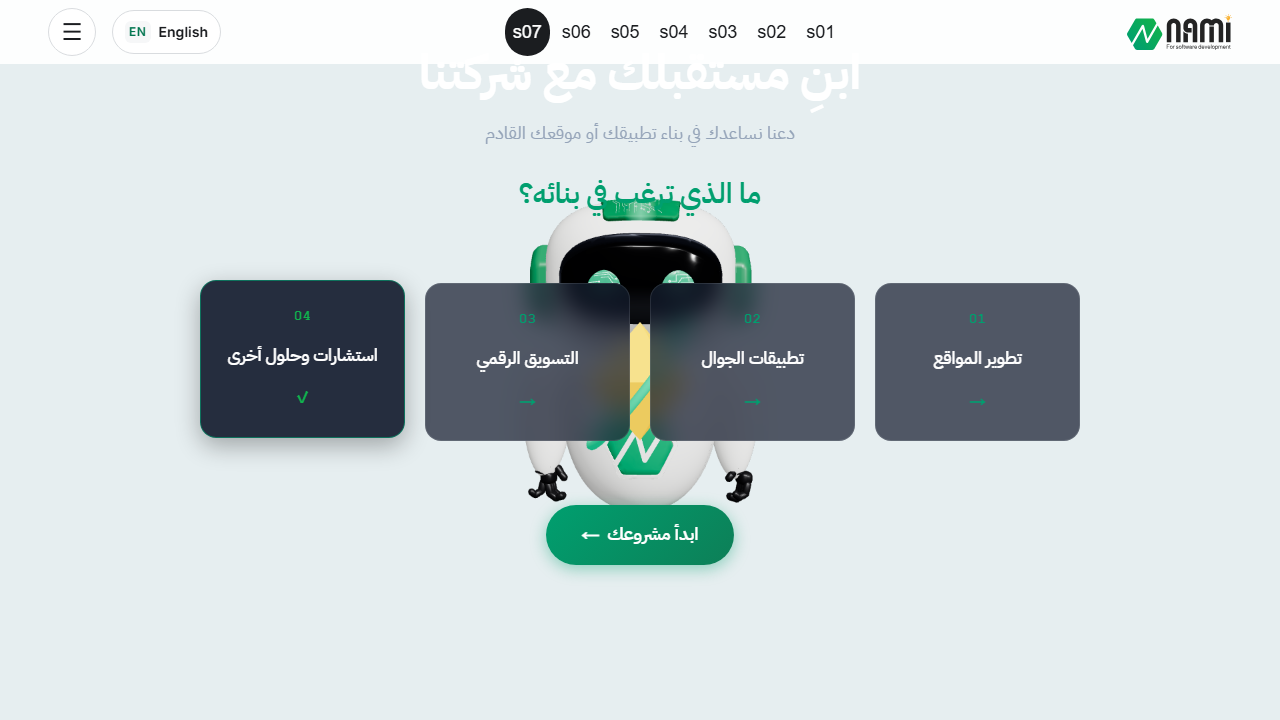 nami
For software development
s01
s02
s03
s04
s05
s06
s07
English EN
ابنِ مستقبلك مع شركتنا
دعنا نساعدك في بناء تطبيقك أو موقعك القادم
ما الذي ترغب في بنائه؟
01
تطوير المواقع
→
02
تطبيقات الجوال
→
03
التسويق الرقمي
→
04
استشارات وحلول أخرى
✓
ابدأ مشروعك ←